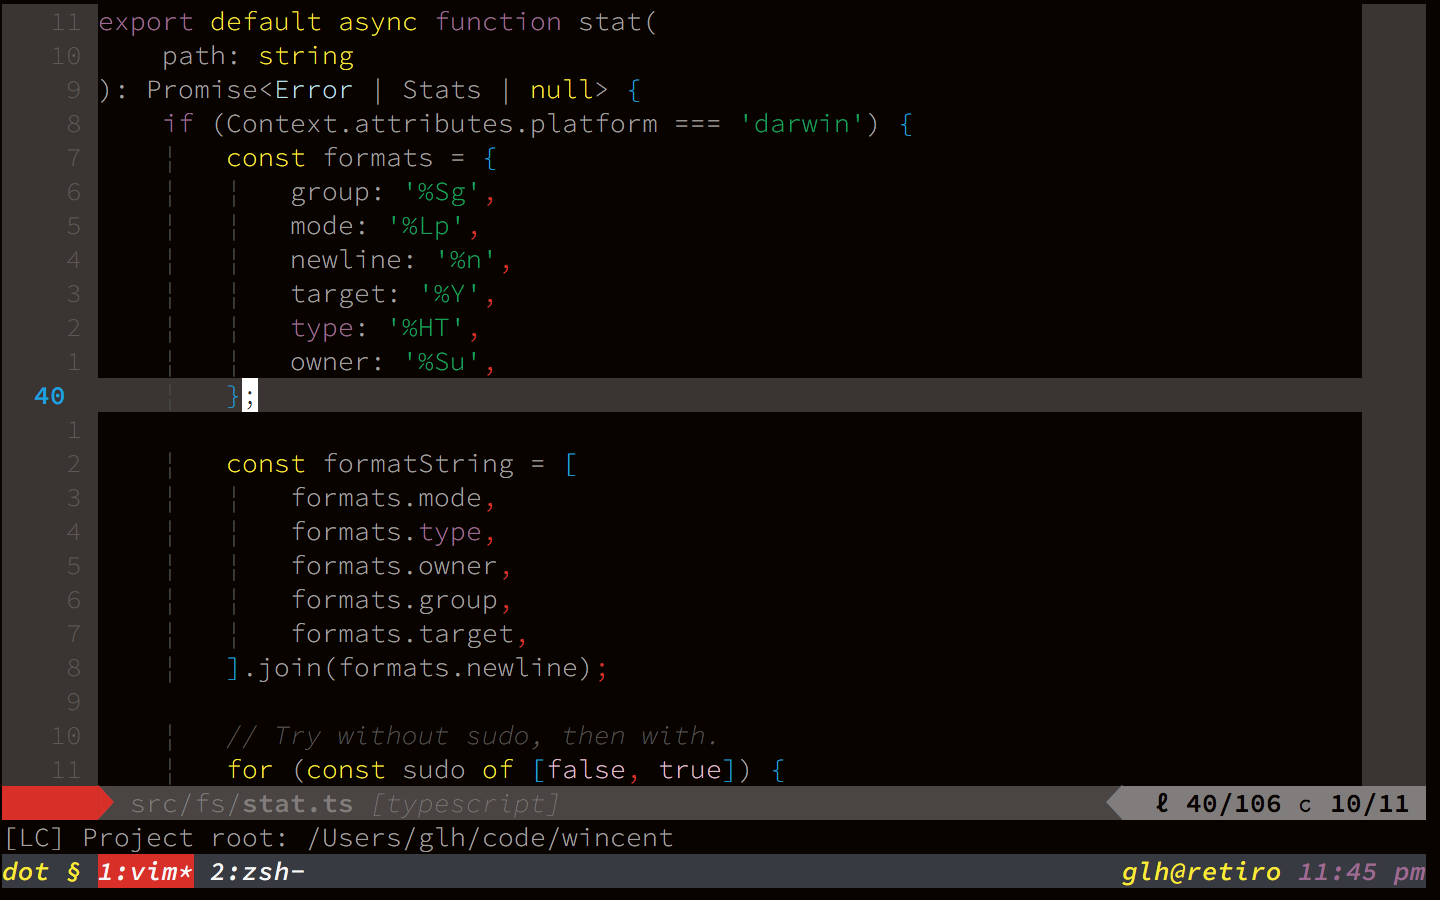 11 export default async function stat(
10     path: string
9 ): Promise<Error | Stats | null> {
8     if (Context.attributes.platform === 'darwin') {
7     ¦   const formats = {
6     ¦   ¦   group: '%Sg',
5     ¦   ¦   mode: '%Lp',
4     ¦   ¦   newline: '%n',
3     ¦   ¦   target: '%Y',
2     ¦   ¦   type: '%HT',
1     ¦   ¦   owner: '%Su',
40     ¦   };
1
2     ¦   const formatString = [
3     ¦   ¦   formats.mode,
4     ¦   ¦   formats.type,
5     ¦   ¦   formats.owner,
6     ¦   ¦   formats.group,
7     ¦   ¦   formats.target,
8     ¦   ].join(formats.newline);
9
10     ¦   // Try without sudo, then with.
11     ¦   for (const sudo of [false, true]) {
src/fs/stat.ts [typescript] ℓ 40/106 c 10/11
[LC] Project root: /Users/glh/code/wincent
dot § 1:vim* 2:zsh- glh@retiro 11:45 pm